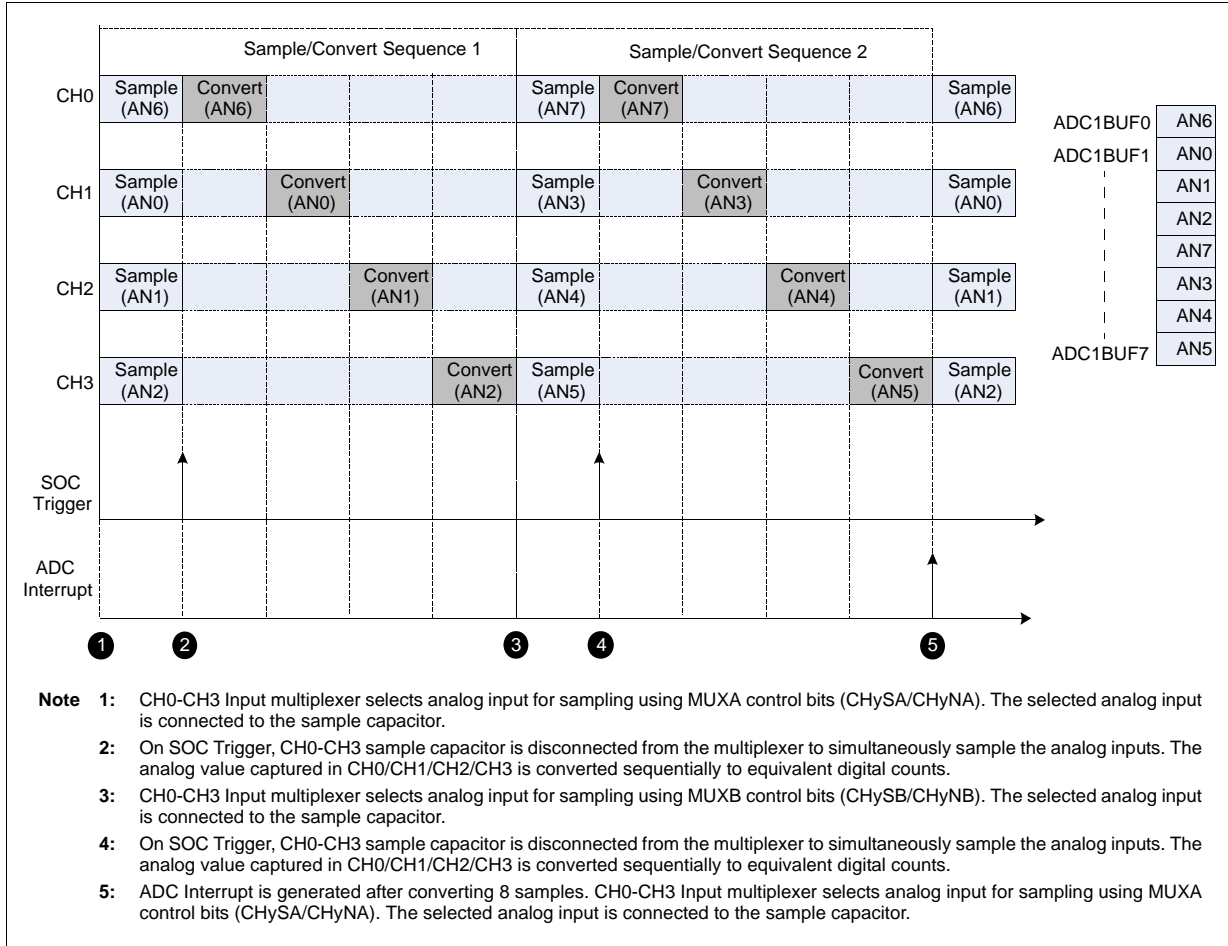 Sample/Convert Sequence 1
Sample/Convert Sequence 2
CH0
Sample
(AN6)
Convert
(AN6)
Sample
(AN7)
Convert
(AN7)
Sample
(AN6)
CH1
Sample
(AN0)
Convert
(AN0)
Sample
(AN3)
Convert
(AN3)
Sample
(AN0)
CH2
Sample
(AN1)
Convert
(AN1)
Sample
(AN4)
Convert
(AN4)
Sample
(AN1)
CH3
Sample
(AN2)
Convert
(AN2)
Sample
(AN5)
Convert
(AN5)
Sample
(AN2)
ADC1BUF0
AN6
ADC1BUF1
AN0
AN1
AN2
AN7
AN3
AN4
ADC1BUF7
AN5
SOC
Trigger
ADC
Interrupt
1
2
3
4
5
Note 1: CH0-CH3 Input multiplexer selects analog input for sampling using MUXA control bits (CHySA/CHyNA). The selected analog input
is connected to the sample capacitor.
2: On SOC Trigger, CH0-CH3 sample capacitor is disconnected from the multiplexer to simultaneously sample the analog inputs. The
analog value captured in CH0/CH1/CH2/CH3 is converted sequentially to equivalent digital counts.
3: CH0-CH3 Input multiplexer selects analog input for sampling using MUXB control bits (CHySB/CHyNB). The selected analog input
is connected to the sample capacitor.
4: On SOC Trigger, CH0-CH3 sample capacitor is disconnected from the multiplexer to simultaneously sample the analog inputs. The
analog value captured in CH0/CH1/CH2/CH3 is converted sequentially to equivalent digital counts.
5: ADC Interrupt is generated after converting 8 samples. CH0-CH3 Input multiplexer selects analog input for sampling using MUXA
control bits (CHySA/CHyNA). The selected analog input is connected to the sample capacitor.